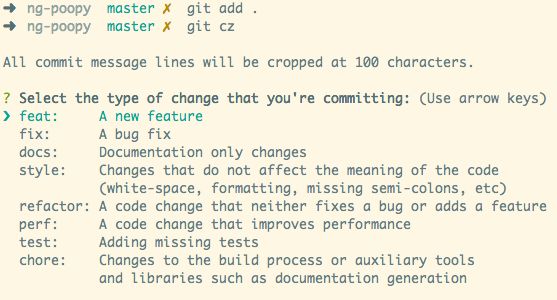 ➜ ng-poopy master ✗ git add .
➜ ng-poopy master ✗ git cz
All commit message lines will be cropped at 100 characters.
? Select the type of change that you're committing: (Use arrow keys)
❯ feat: A new feature
fix: A bug fix
docs: Documentation only changes
style: Changes that do not affect the meaning of the code
(white-space, formatting, missing semi-colons, etc)
refactor: A code change that neither fixes a bug or adds a feature
perf: A code change that improves performance
test: Adding missing tests
chore: Changes to the build process or auxiliary tools
and libraries such as documentation generation